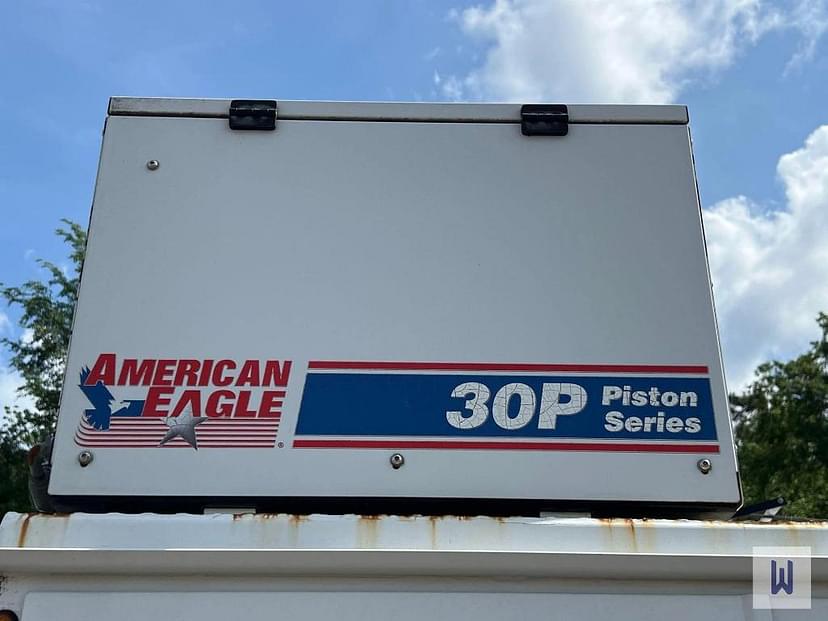 AMERICAN
EAGLE
®
30P
Piston
Series
W